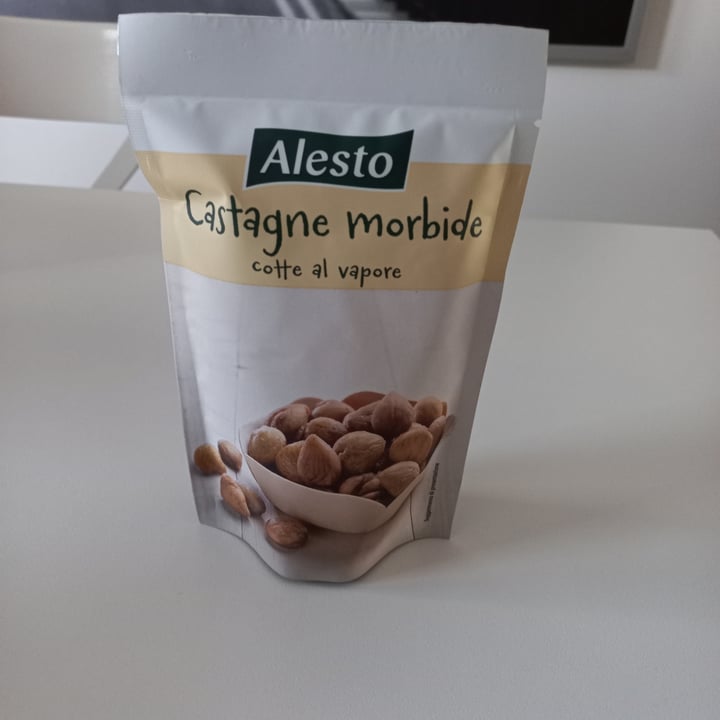 Alesto
Castagne morbide
cotte al vapore